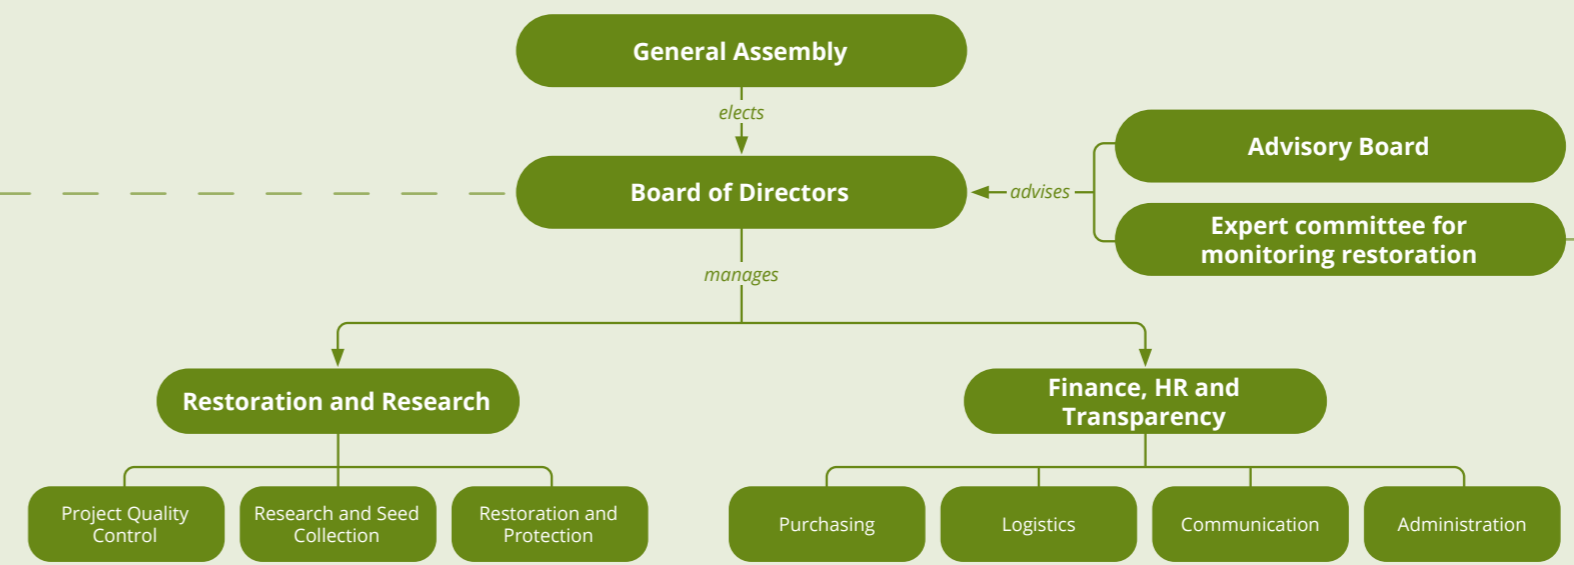 General Assembly
elects
Board of Directors
advises
Advisory Board
Expert committee for
monitoring restoration
manages
Restoration and Research
Finance, HR and
Transparency
Project Quality
Control
Research and Seed
Collection
Restoration and
Protection
Purchasing
Logistics
Communication
Administration